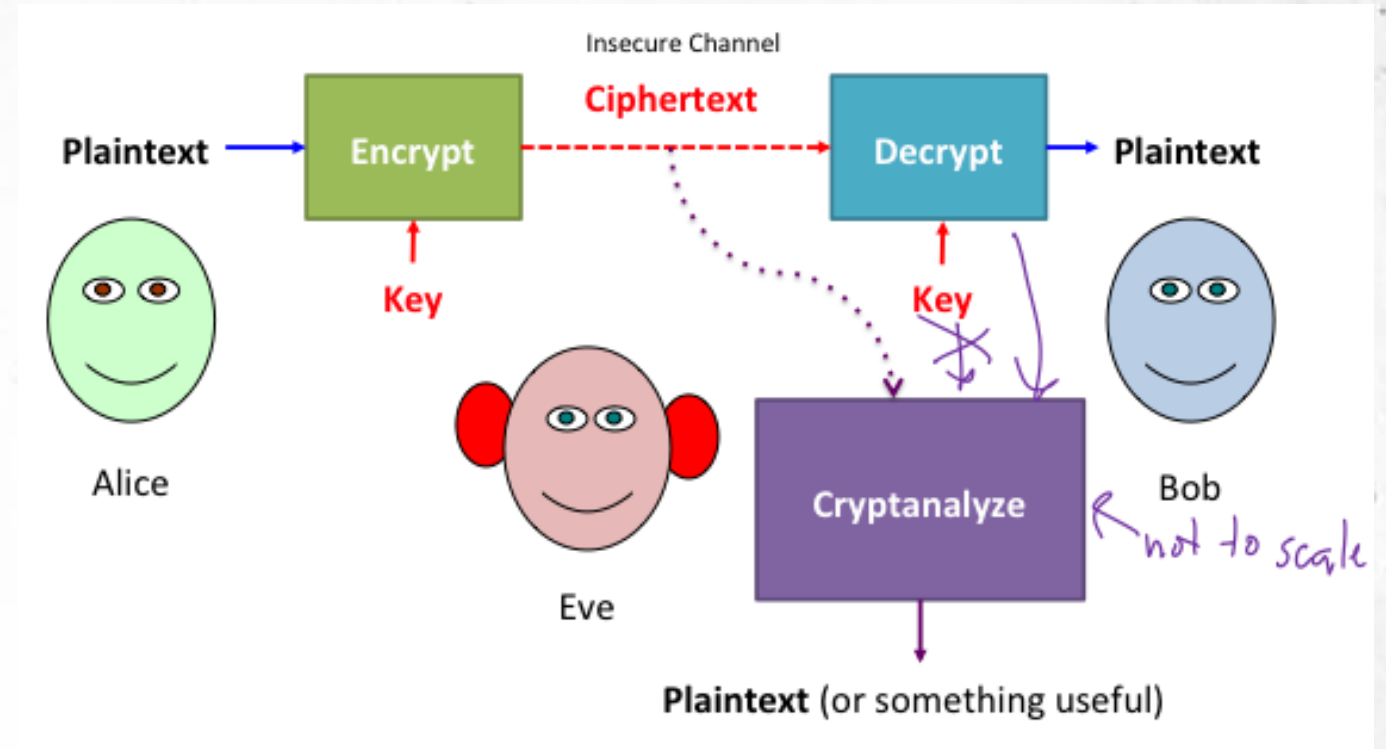 Insecure Channel
Ciphertext
Plaintext
Encrypt
Decrypt
Plaintext
Key
Key
Alice
Eve
Cryptanalyze
Bob
not to scale
Plaintext (or something useful)